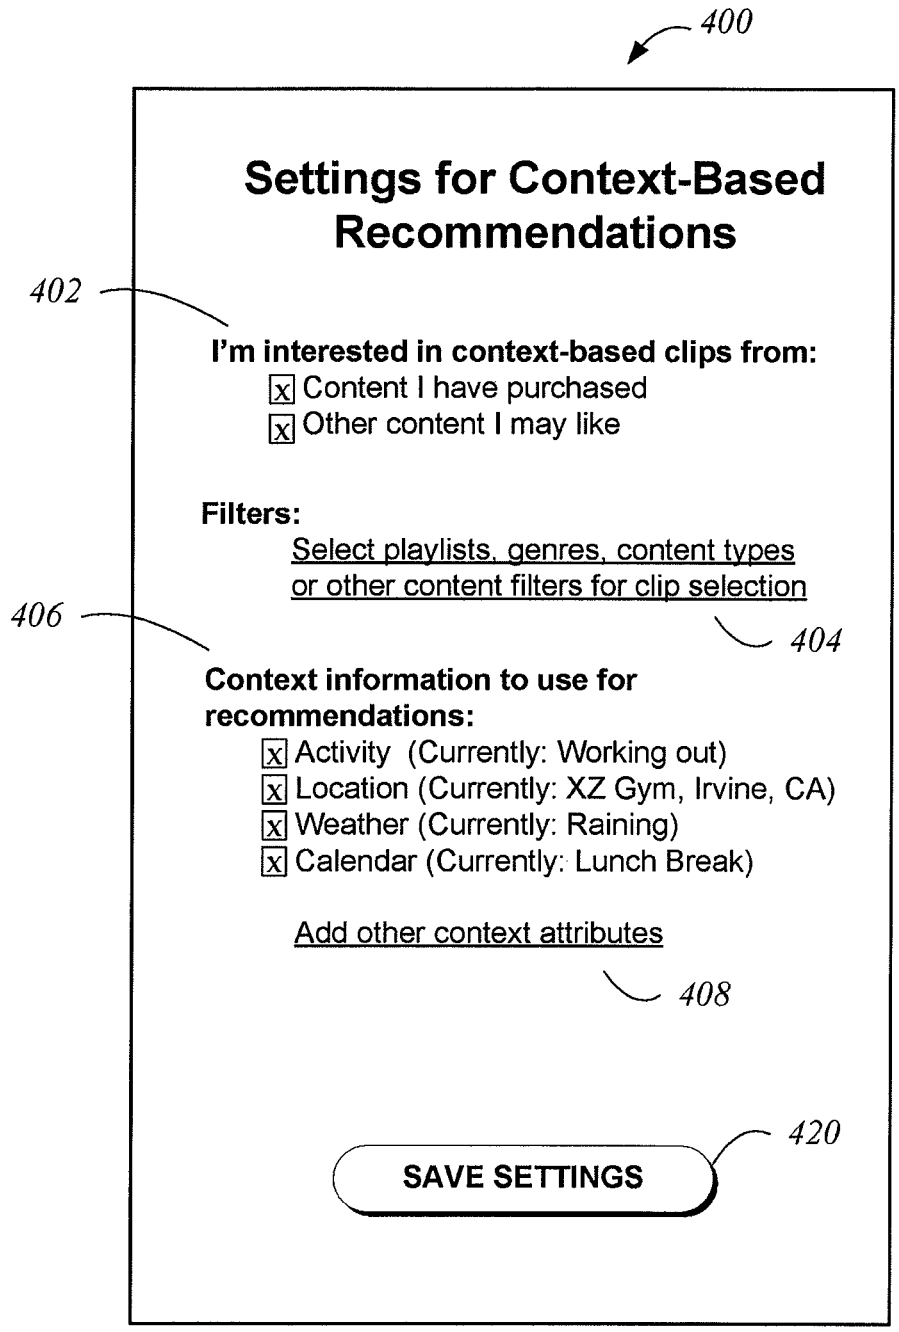 400
Settings for Context-Based
Recommendations
402
I'm interested in context-based clips from:
x Content I have purchased
x Other content I may like
Filters:
Select playlists, genres, content types
or other content filters for clip selection
406
404
Context information to use for
recommendations:
x Activity (Currently: Working out)
x Location (Currently: XZ Gym, Irvine, CA)
x Weather (Currently: Raining)
x Calendar (Currently: Lunch Break)
Add other context attributes
408
420
SAVE SETTINGS